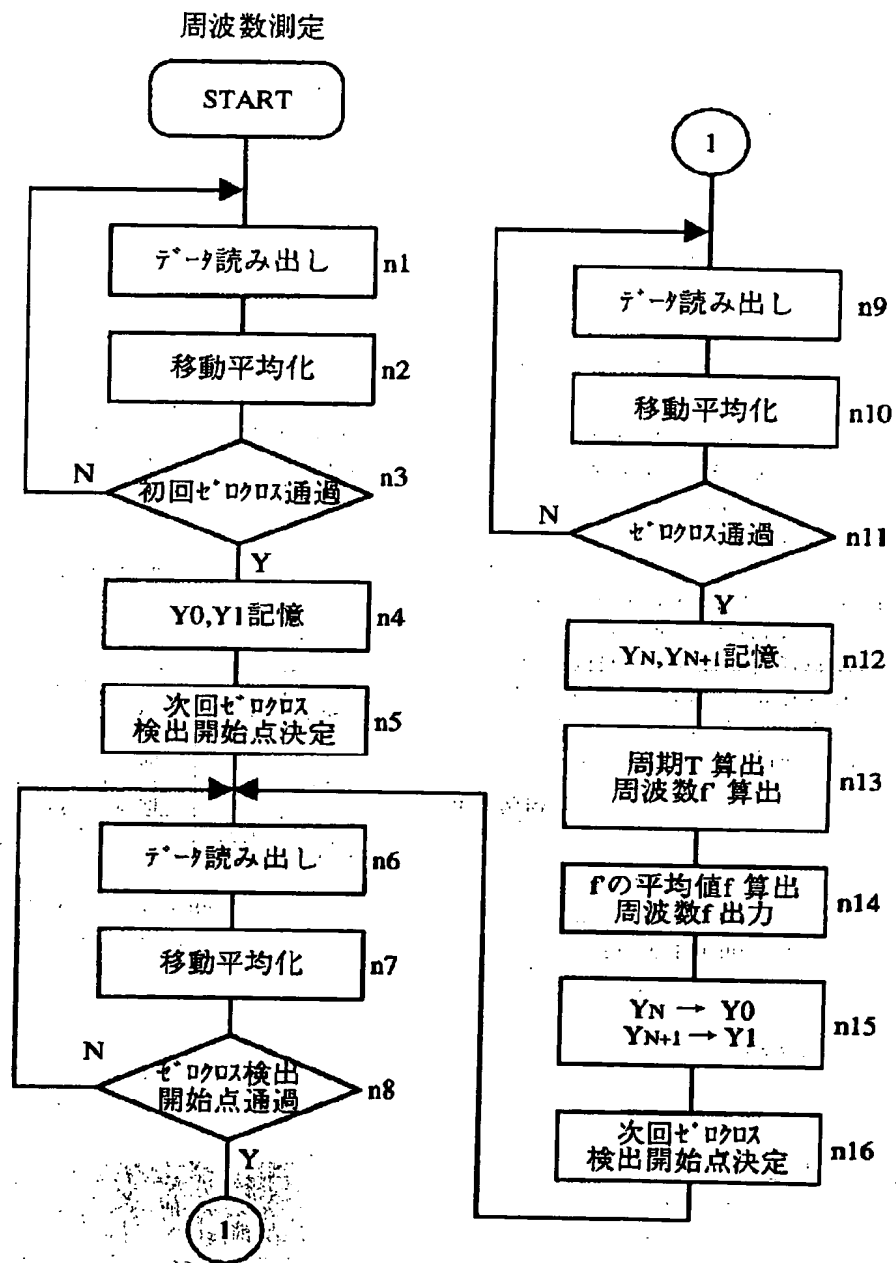 周波数測定
START
ﾃﾞｰﾀ読み出し
n1
移動平均化
n2
初回ｾﾞﾛｸﾛｽ通過
n3
N
Y
Y0,Y1記憶
n4
次回ｾﾞﾛｸﾛｽ
検出開始点決定
n5
ﾃﾞｰﾀ読み出し
n6
移動平均化
n7
ｾﾞﾛｸﾛｽ検出
開始点通過
n8
N
Y
1
1
ﾃﾞｰﾀ読み出し
n9
移動平均化
n10
ｾﾞﾛｸﾛｽ通過
n11
N
Y
YN,YN+1記憶
n12
周期T 算出
周波数f' 算出
n13
f'の平均値f 算出
周波数f 出力
n14
YN → Y0
YN+1 → Y1
n15
次回ｾﾞﾛｸﾛｽ
検出開始点決定
n16